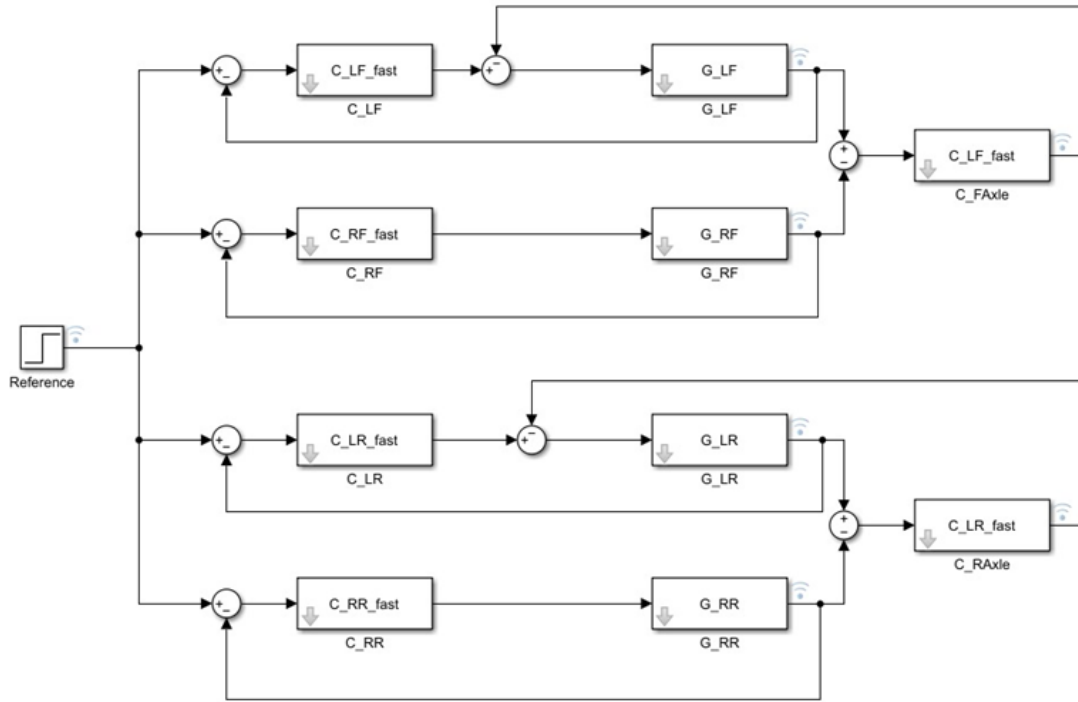 C_LF_fast
C_LF
G_LF
G_LF
C_LF_fast
C_FAxle
C_RF_fast
C_RF
G_RF
G_RF
Reference
C_LR_fast
C_LR
G_LR
G_LR
C_LR_fast
C_RAxle
C_RR_fast
C_RR
G_RR
G_RR